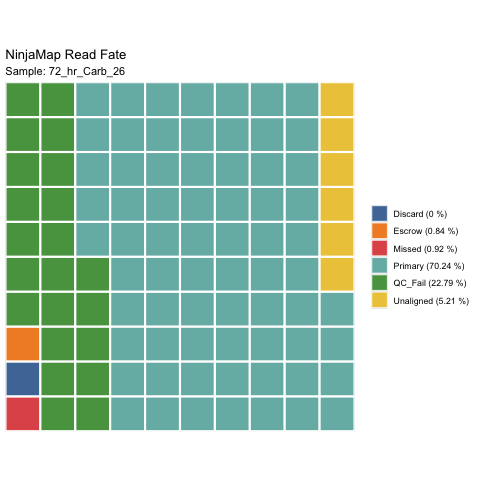 NinjaMap Read Fate
Sample: 72_hr_Carb_26
Discard (0 %)
Escrow (0.84 %)
Missed (0.92 %)
Primary (70.24 %)
QC_Fail (22.79 %)
Unaligned (5.21 %)